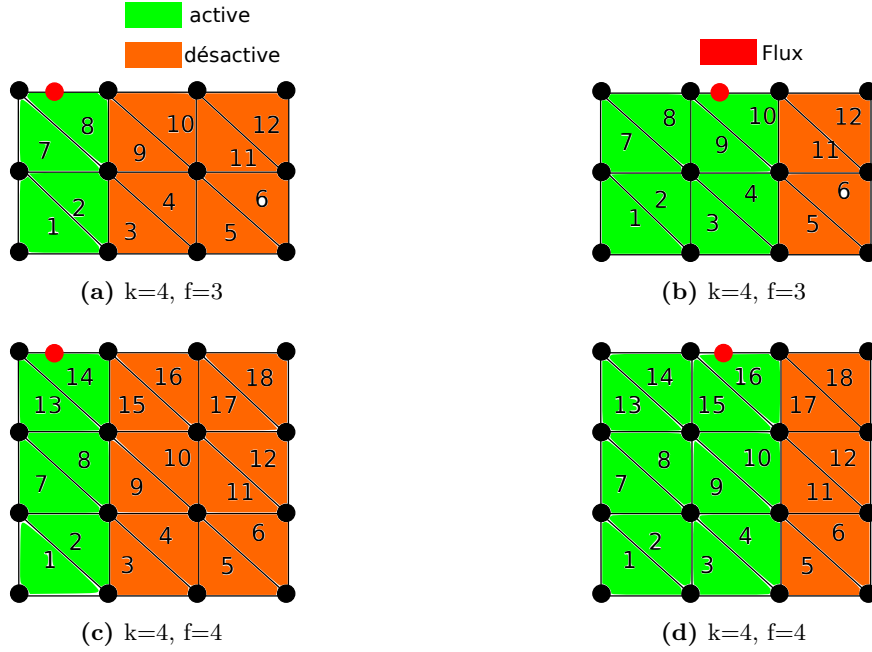 active
désactive
Flux
8 10 12
7 9 11
2 4 6
1 3 5
(a) k=4, f=3
8 10 12
7 9 11
2 4 6
1 3 5
(b) k=4, f=3
14 16 18
13 15 17
8 10 12
7 9 11
2 4 6
1 3 5
(c) k=4, f=4
14 16 18
13 15 17
8 10 12
7 9 11
2 4 6
1 3 5
(d) k=4, f=4